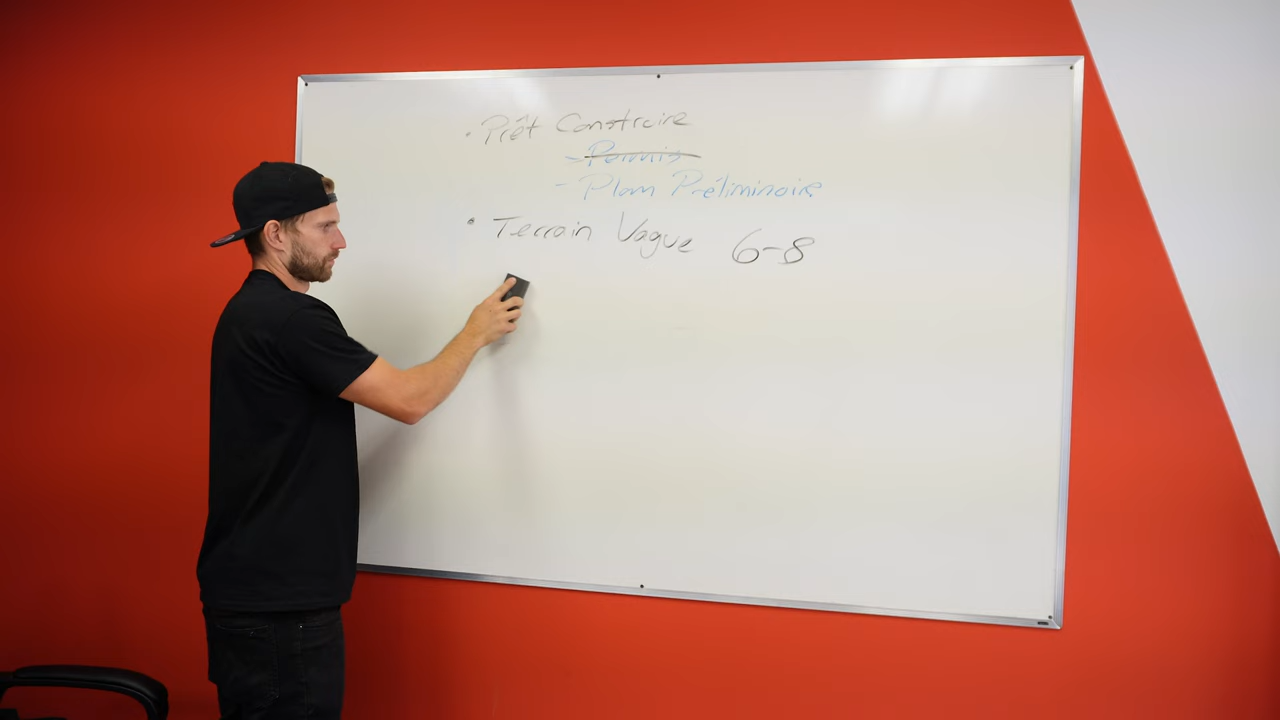 • Prêt Construire
- Permis
- Plan Préliminaire
• Terrain Vague 6-8